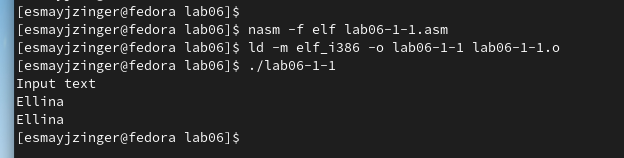 [esmayjzinger@fedora lab06]$
[esmayjzinger@fedora lab06]$ nasm -f elf lab06-1-1.asm
[esmayjzinger@fedora lab06]$ ld -m elf_i386 -o lab06-1-1 lab06-1-1.o
[esmayjzinger@fedora lab06]$ ./lab06-1-1
Input text
Ellina
Ellina
[esmayjzinger@fedora lab06]$